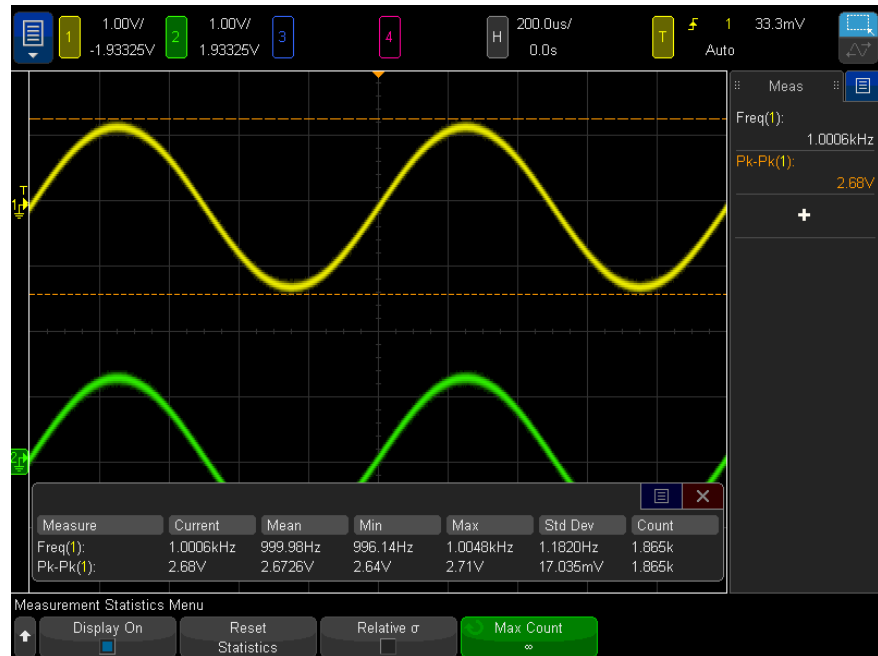 1 1.00V/ 2 1.00V/ 3 4 H 200.0us/ T 1 33.3mV
-1.93325V 1.93325V 0.0s Auto
Meas
Freq(1):
1.0006kHz
Pk-Pk(1):
2.68V
+
T
1
2
Measure Current Mean Min Max Std Dev Count
Freq(1): 1.0006kHz 999.98Hz 996.14Hz 1.0048kHz 1.1820Hz 1.865k
Pk-Pk(1): 2.68V 2.6726V 2.64V 2.71V 17.035mV 1.865k
Measurement Statistics Menu
Display On
Reset
Statistics
Relative σ
Max Count
∞